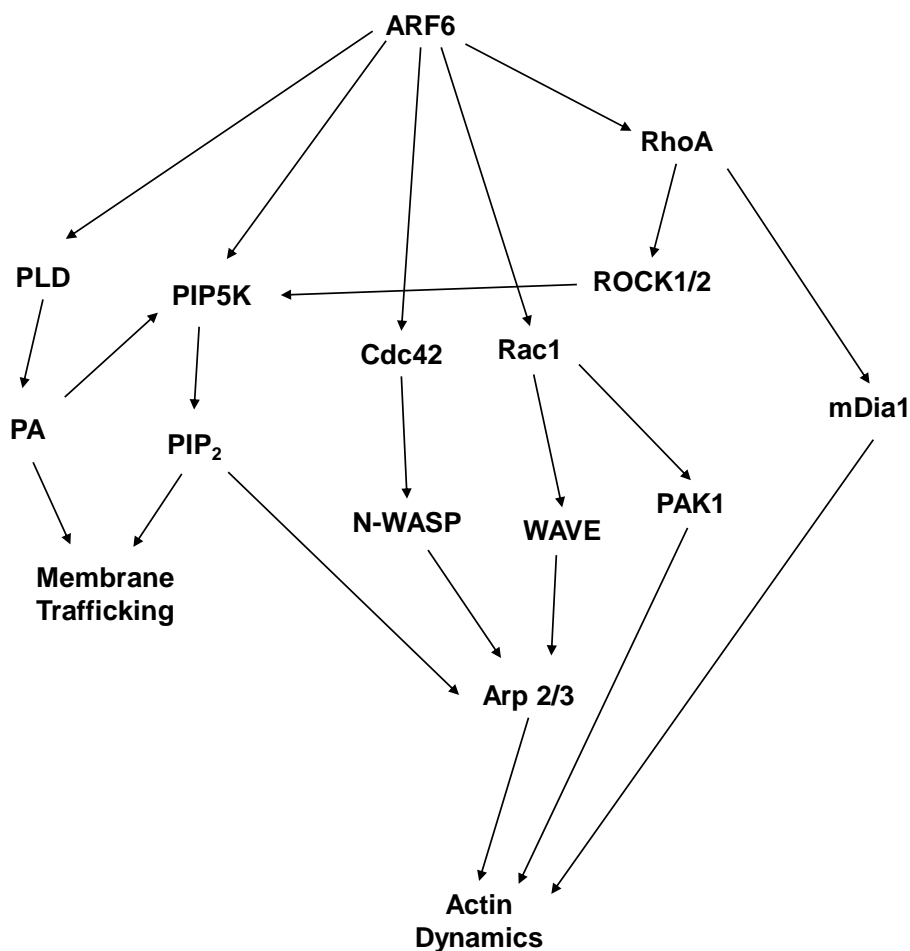 ARF6
RhoA
PLD
PIP5K
ROCK1/2
Cdc42
Rac1
mDia1
PA
PIP₂
PAK1
N-WASP
WAVE
Membrane
Trafficking
Arp 2/3
Actin
Dynamics